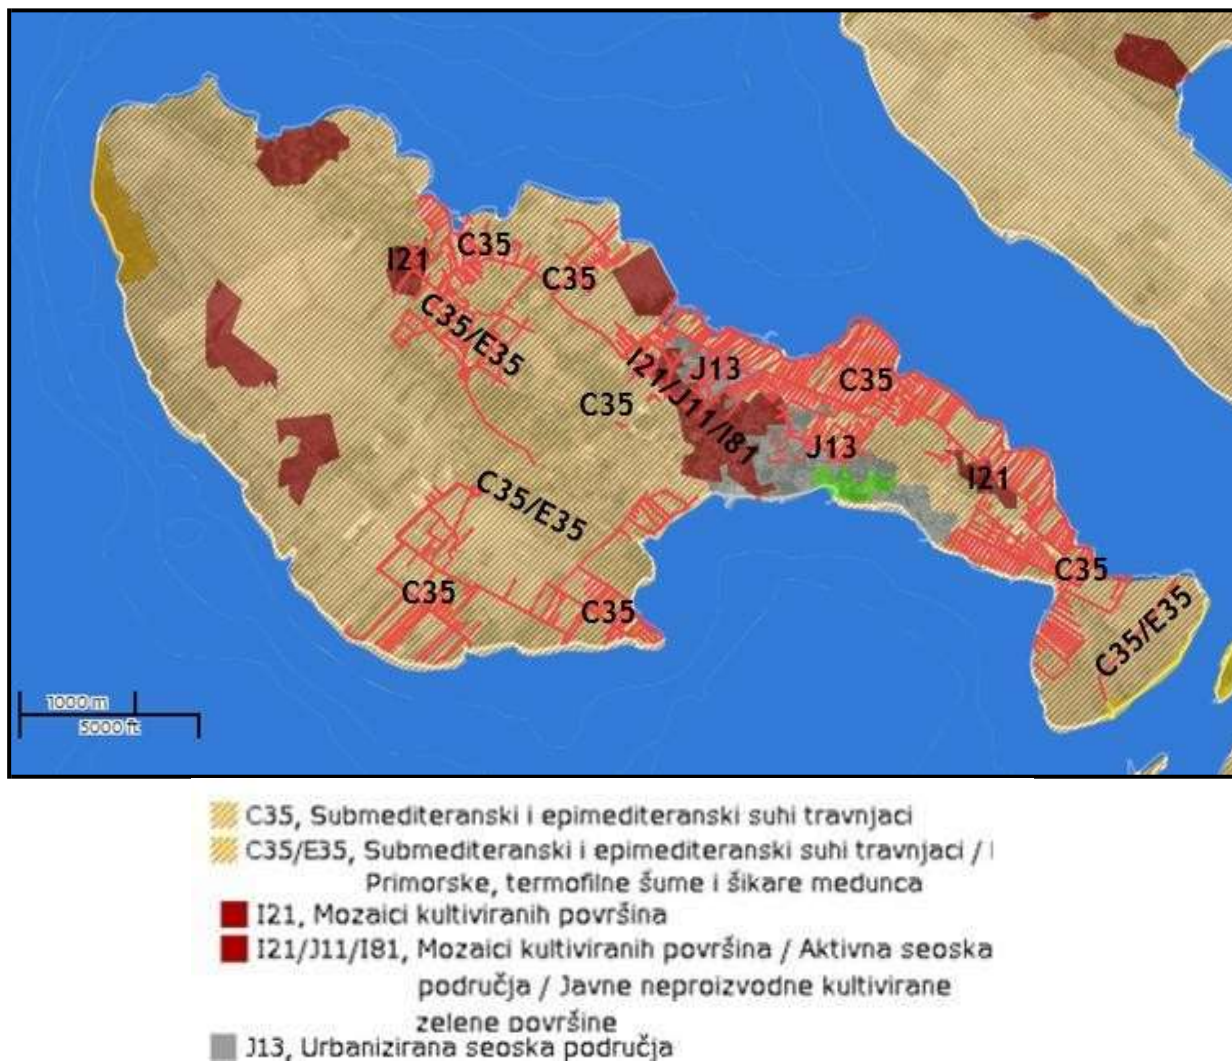 C35
I21
C35
C35/E35
J13
C35
I21/J11/I81
C35
J13
I21
C35/E35
C35
C35
C35
C35/E35
1000 m
5000 ft
C35, Submediteranski i epimediteranski suhi travnjaci
C35/E35, Submediteranski i epimediteranski suhi travnjaci /
Primorske, termofilne šume i šikare medunca
I21, Mozaici kultiviranih površina
I21/J11/I81, Mozaici kultiviranih površina / Aktivna seoska
područja / Javne neproizvodne kultivirane
zelene površine
J13, Urbanizirana seoska područja